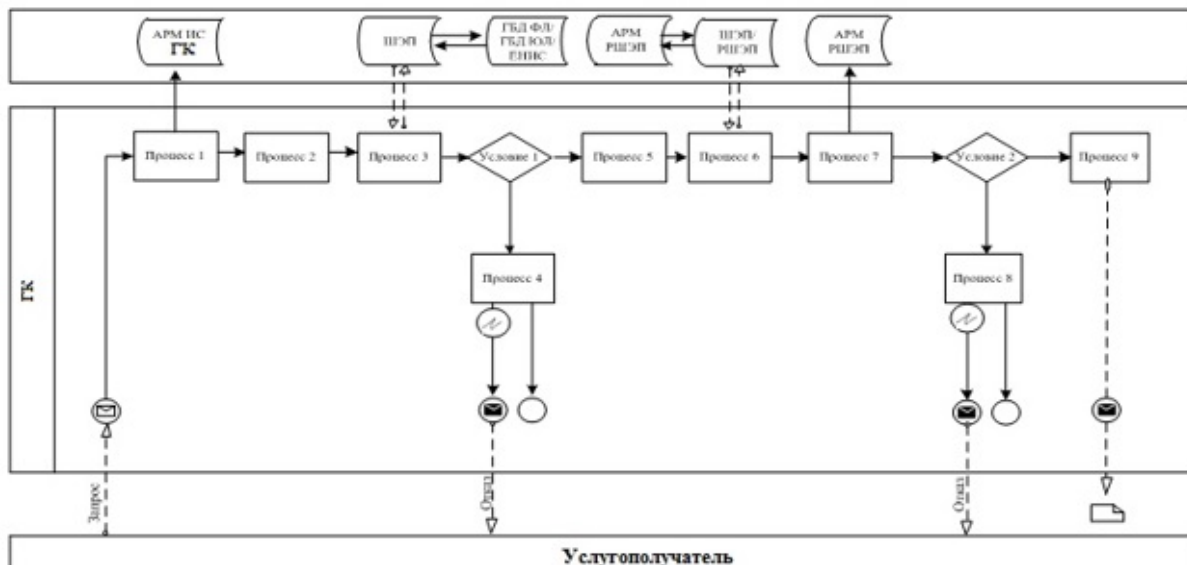 АРМ ИС
ГК
ШЭП
ГБД ФЛ/
ГБД ЮЛ/
ЕНИС
АРМ
РШЭП
ШЭП/
РШЭП
АРМ
РШЭП
ГК
Процесс 1
Процесс 2
Процесс 3
Условие 1
Процесс 5
Процесс 6
Процесс 7
Условие 2
Процесс 9
Процесс 4
Процесс 8
Запрос
Отказ
Отказ
Услугополучатель